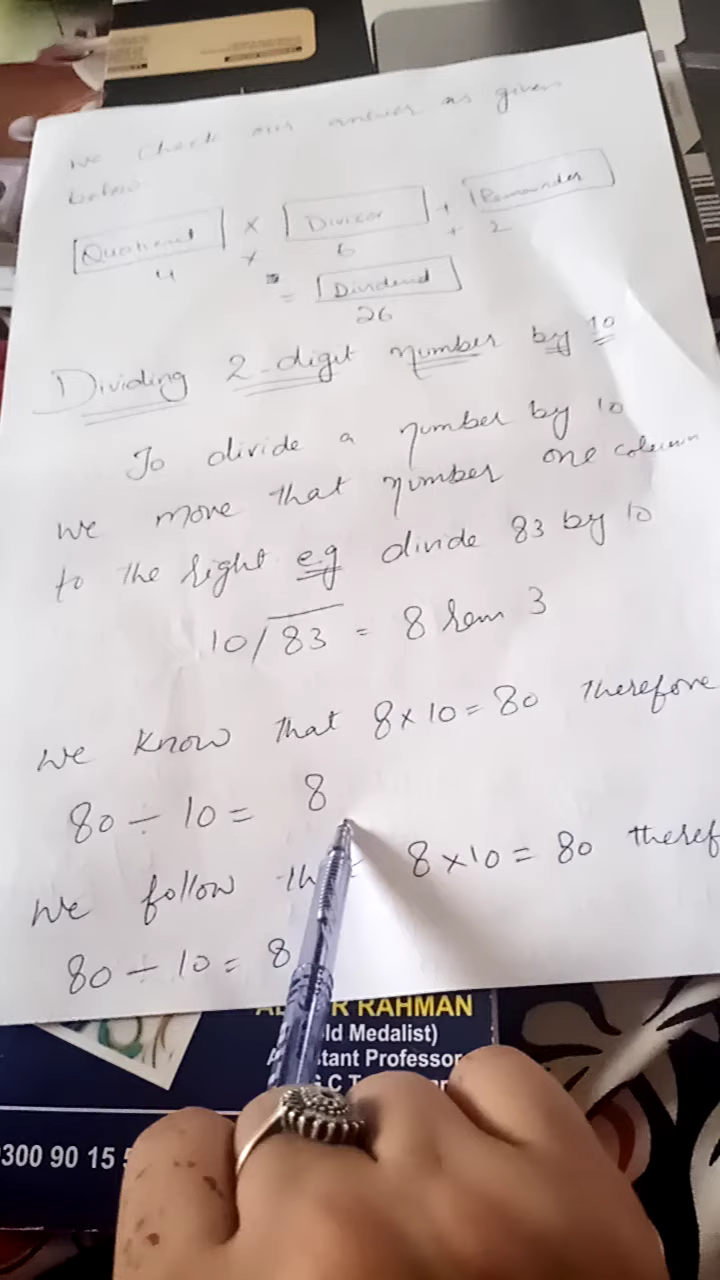 We check our answer as given
below
Quotient × Divisor + Remainder
4 × 6 + 2
= Dividend
26
Dividing 2-digit number by 10
To divide a number by 10
we move that number one column
to the right e.g divide 83 by 10
10/83 = 8 rem 3
We know that 8×10=80 Therefore
80 ÷ 10 = 8
We follow 8×10=80
80 ÷ 10 = 8
R RAHMAN
ld Medalist)
stant Professor
0300 90 15